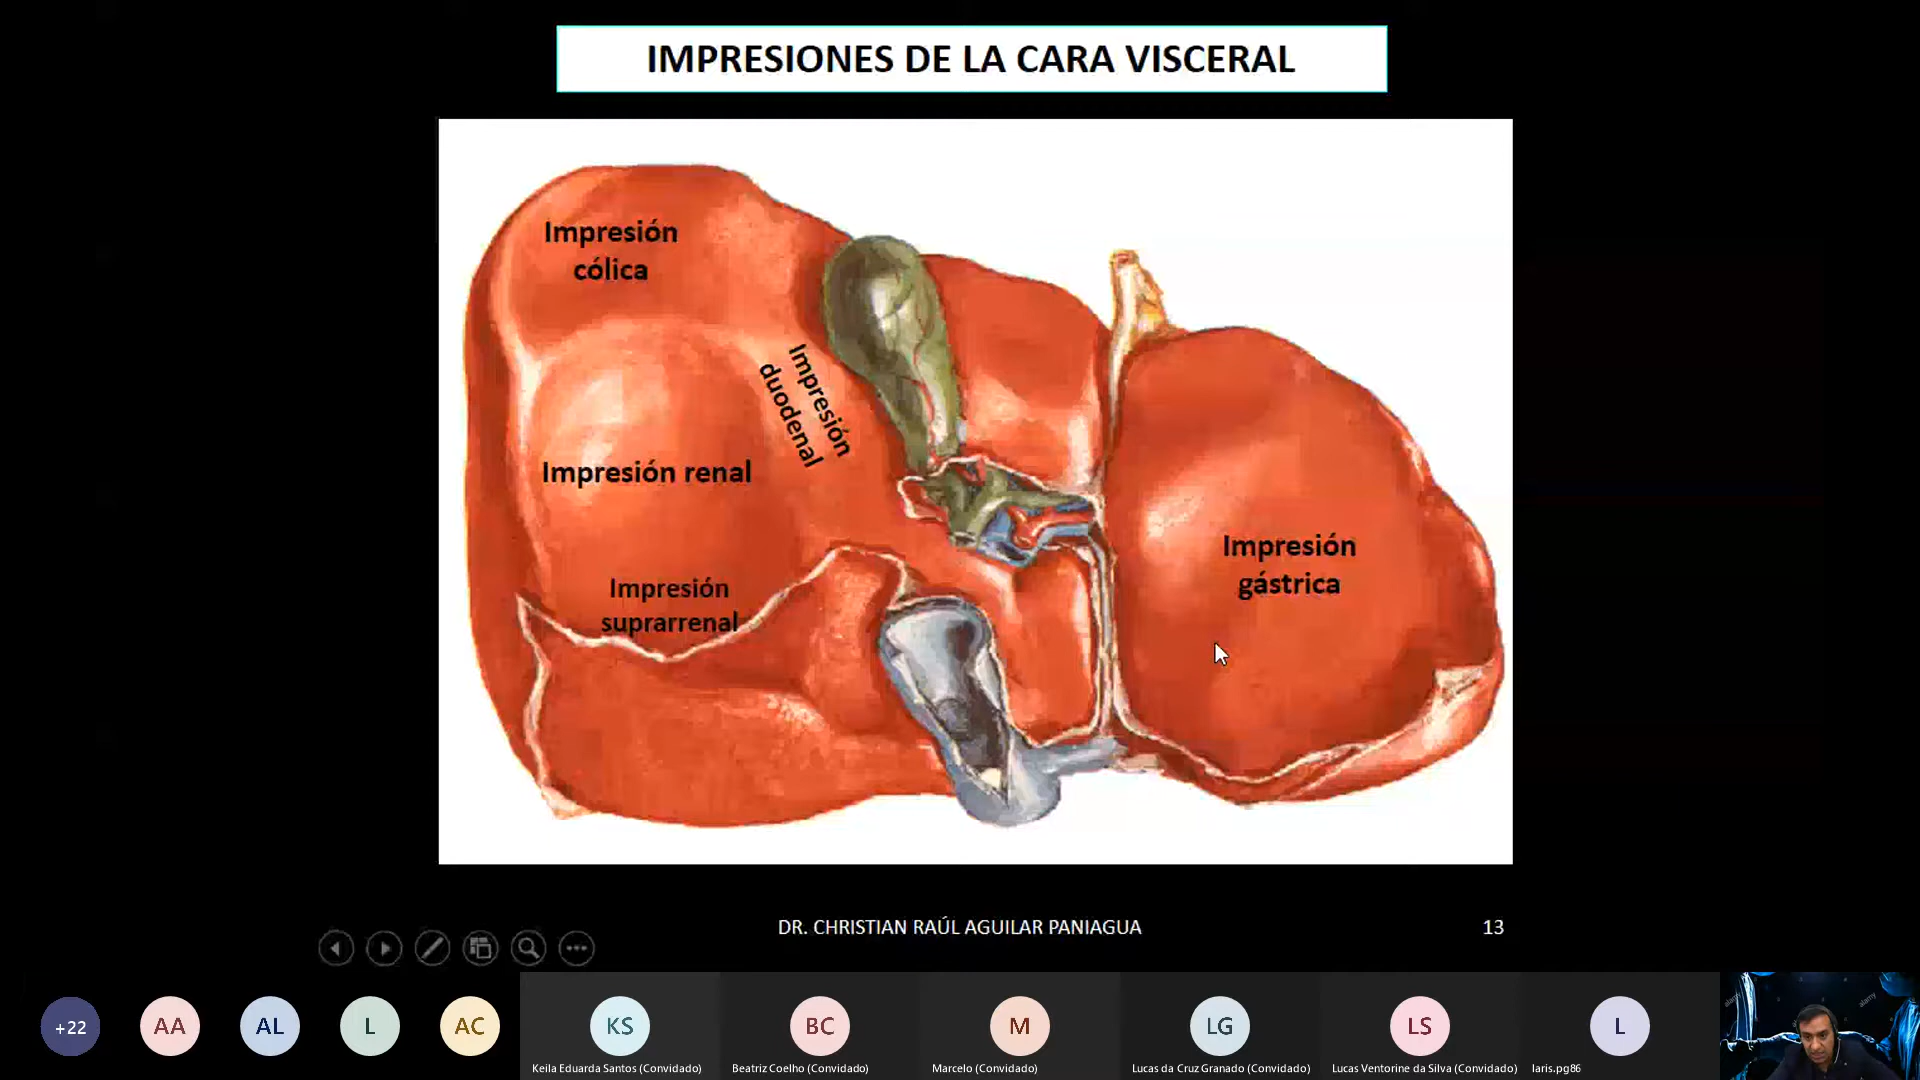 IMPRESIONES DE LA CARA VISCERAL
Impresión
cólica
Impresión
duodenal
Impresión renal
Impresión
suprarrenal
Impresión
gástrica
DR. CHRISTIAN RAÚL AGUILAR PANIAGUA
13
+22
AA
AL
L
AC
KS
BC
M
LG
LS
L
Keila Eduarda Santos (Convidado)
Beatriz Coelho (Convidado)
Marcelo (Convidado)
Lucas da Cruz Granado (Convidado)
Lucas Ventorine da Silva (Convidado)
laris.pg86
alamy
alamy